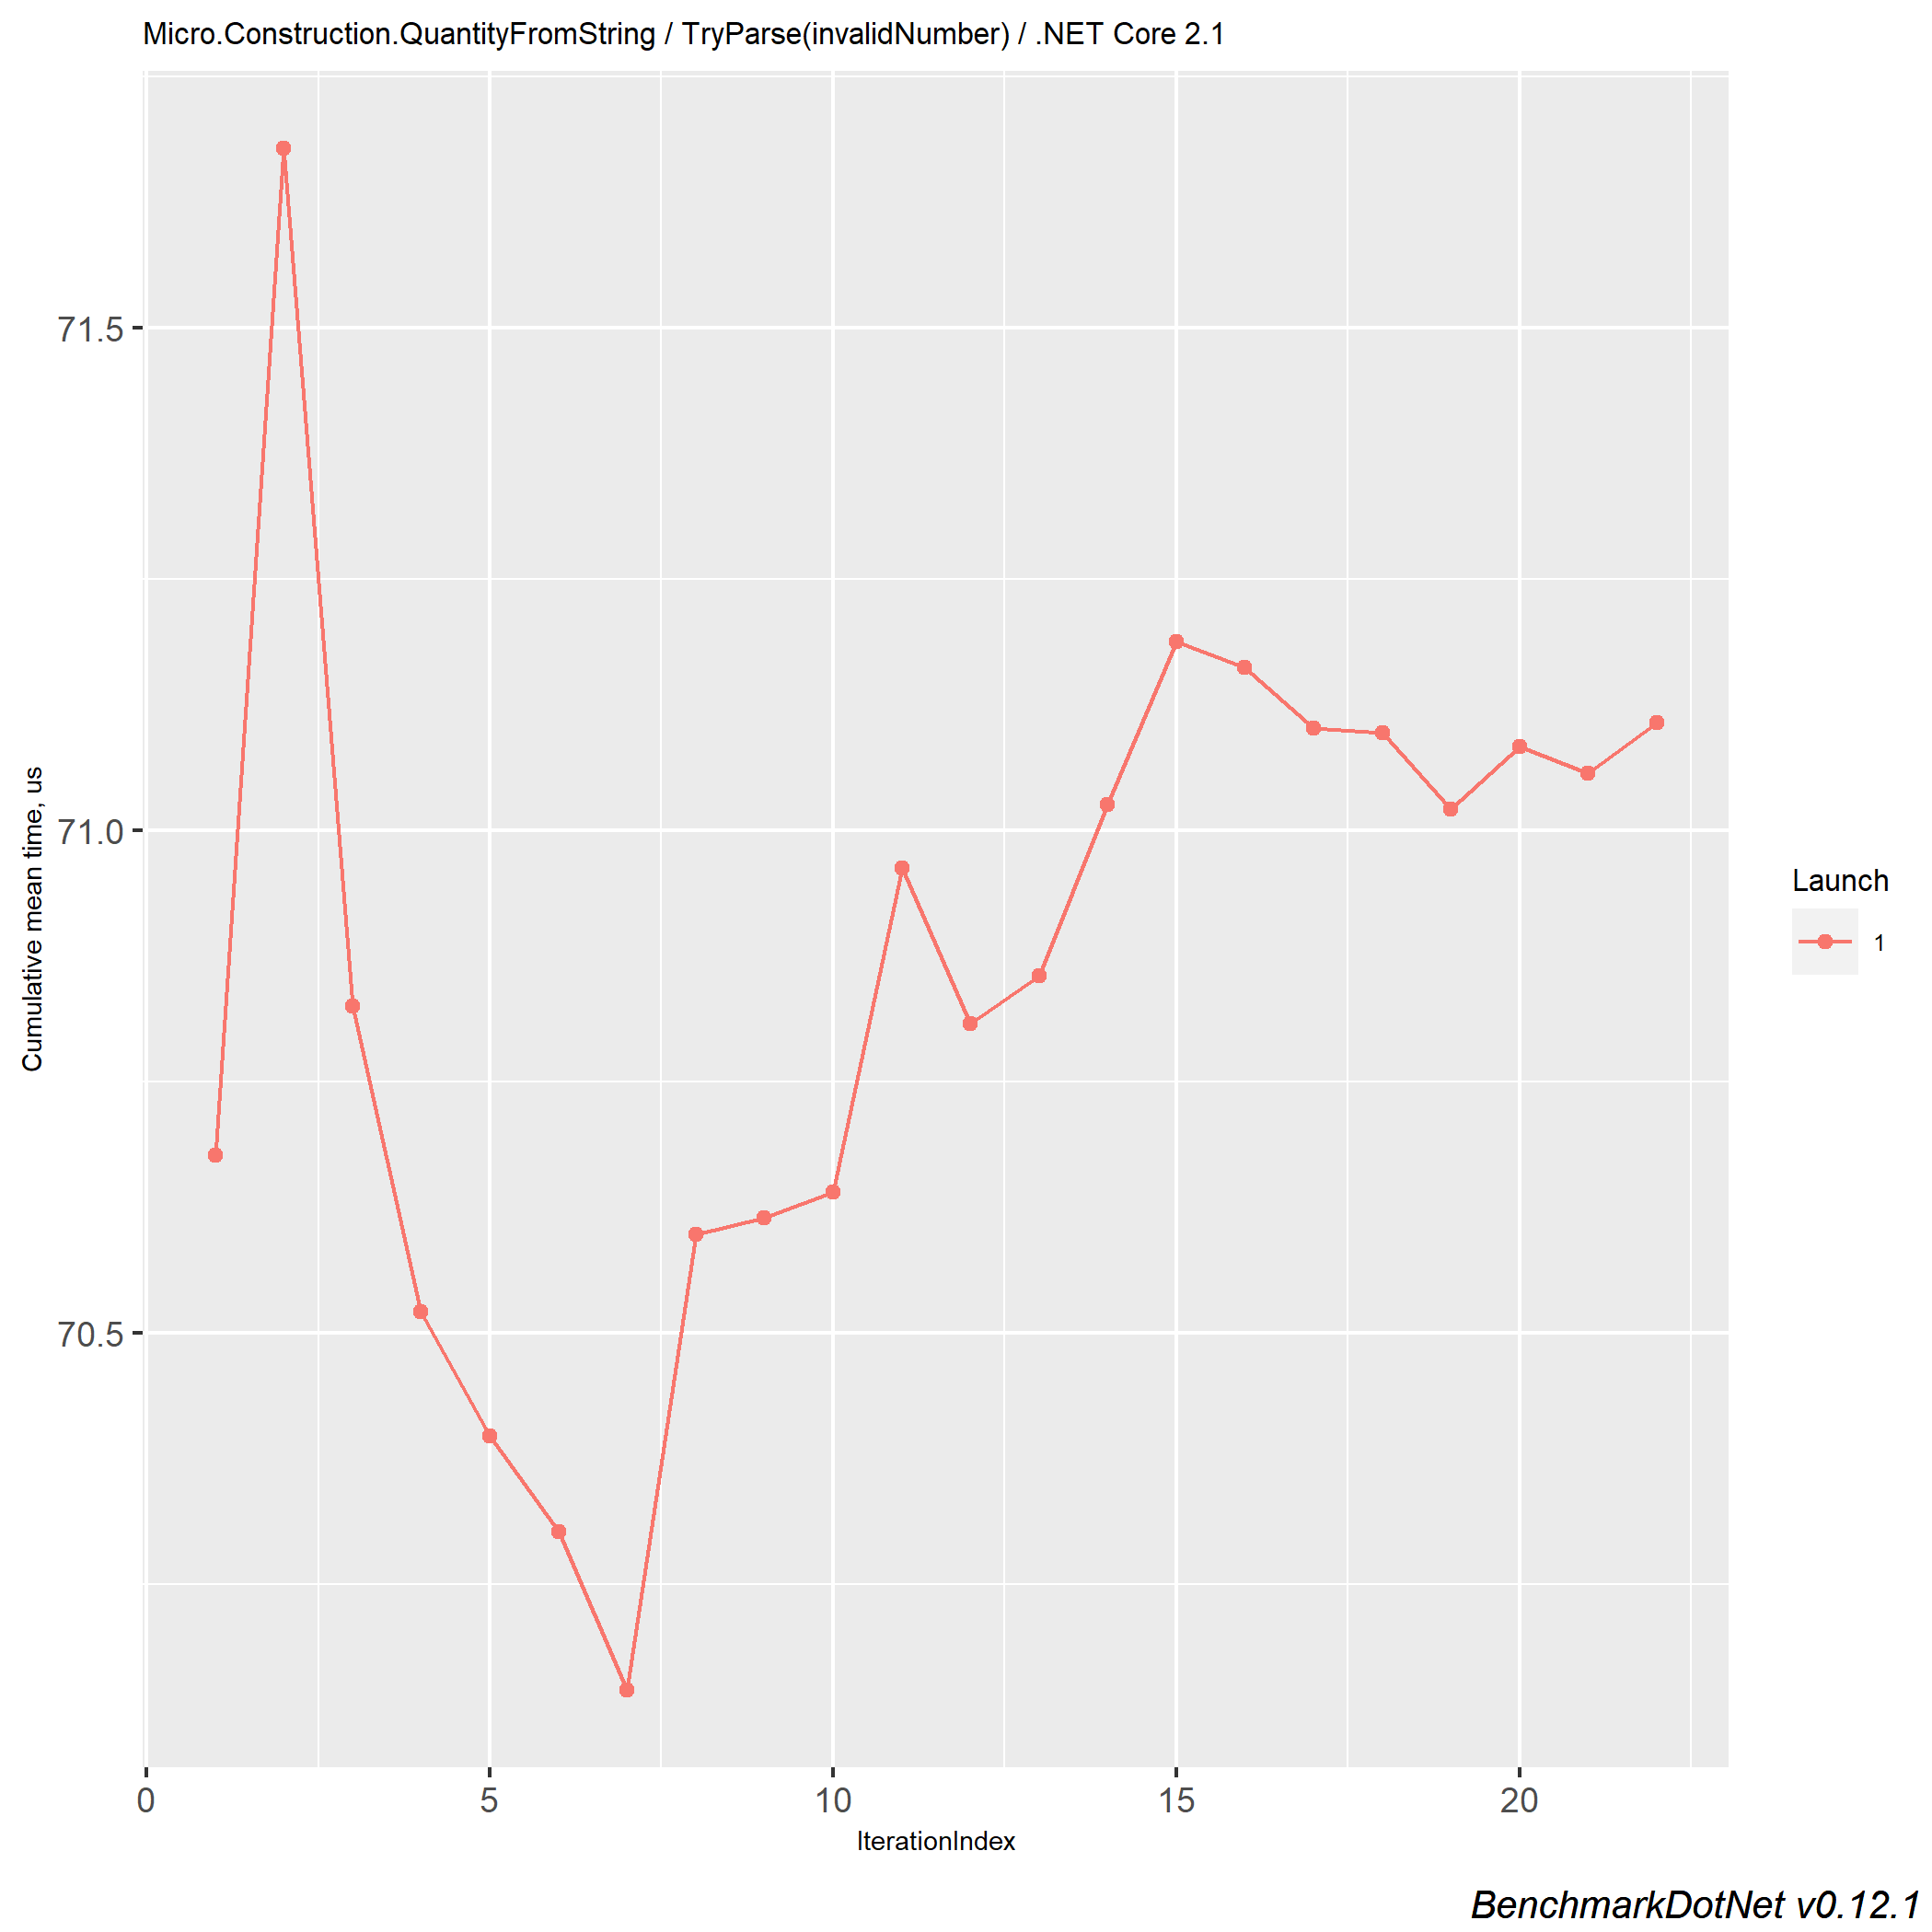 Micro.Construction.QuantityFromString / TryParse(invalidNumber) / .NET Core 2.1
71.5
71.0
70.5
Cumulative mean time, us
0 5 10 15 20
IterationIndex
Launch
1
BenchmarkDotNet v0.12.1